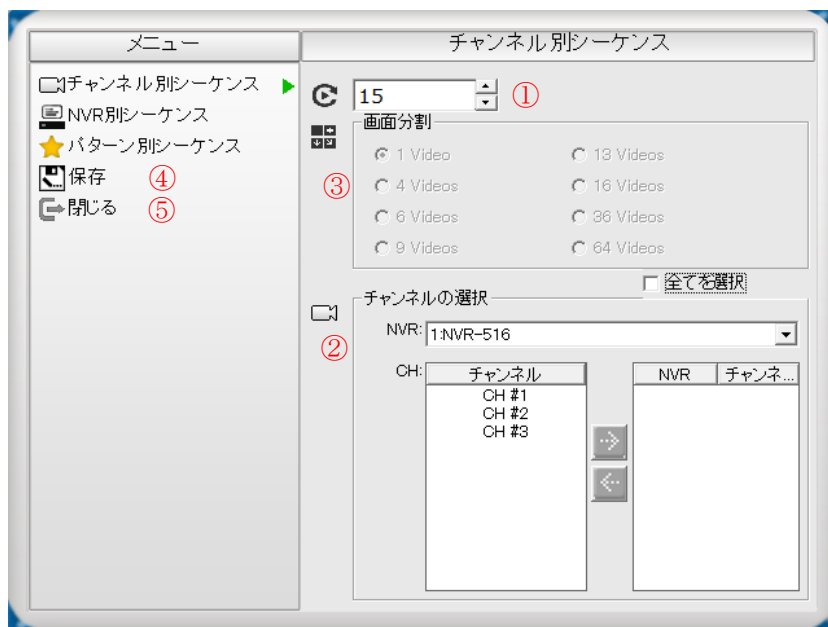 メニュー
チャンネル別シーケンス
NVR別シーケンス
パターン別シーケンス
保存 ④
閉じる ⑤
チャンネル別シーケンス
15 ①
画面分割
③
1 Video 13 Videos
4 Videos 16 Videos
6 Videos 36 Videos
9 Videos 64 Videos
全てを選択
チャンネルの選択
②
NVR: 1:NVR-516
CH: チャンネル NVR チャンネ...
CH #1
CH #2
CH #3